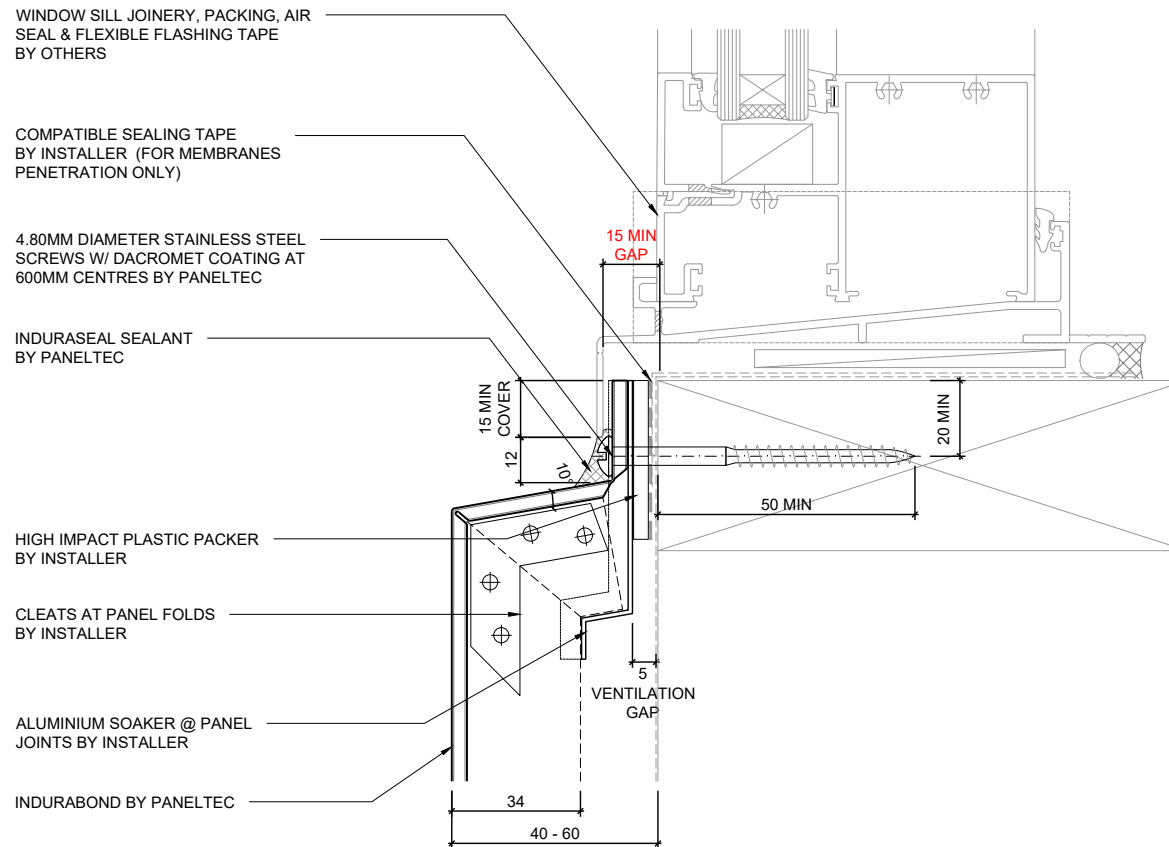 WINDOW SILL JOINERY, PACKING, AIR
SEAL & FLEXIBLE FLASHING TAPE
BY OTHERS
COMPATIBLE SEALING TAPE
BY INSTALLER (FOR MEMBRANES
PENETRATION ONLY)
4.80MM DIAMETER STAINLESS STEEL
SCREWS W/ DACROMET COATING AT
600MM CENTRES BY PANELTEC
INDURASEAL SEALANT
BY PANELTEC
HIGH IMPACT PLASTIC PACKER
BY INSTALLER
CLEATS AT PANEL FOLDS
BY INSTALLER
ALUMINIUM SOAKER @ PANEL
JOINTS BY INSTALLER
INDURABOND BY PANELTEC
15 MIN
GAP
15 MIN
COVER
12
10°
20 MIN
50 MIN
5
VENTILATION
GAP
34
40 - 60